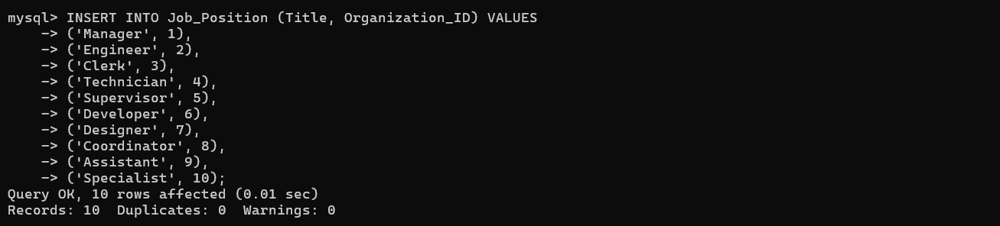 mysql> INSERT INTO Job_Position (Title, Organization_ID) VALUES
    -> ('Manager', 1),
    -> ('Engineer', 2),
    -> ('Clerk', 3),
    -> ('Technician', 4),
    -> ('Supervisor', 5),
    -> ('Developer', 6),
    -> ('Designer', 7),
    -> ('Coordinator', 8),
    -> ('Assistant', 9),
    -> ('Specialist', 10);
Query OK, 10 rows affected (0.01 sec)
Records: 10  Duplicates: 0  Warnings: 0